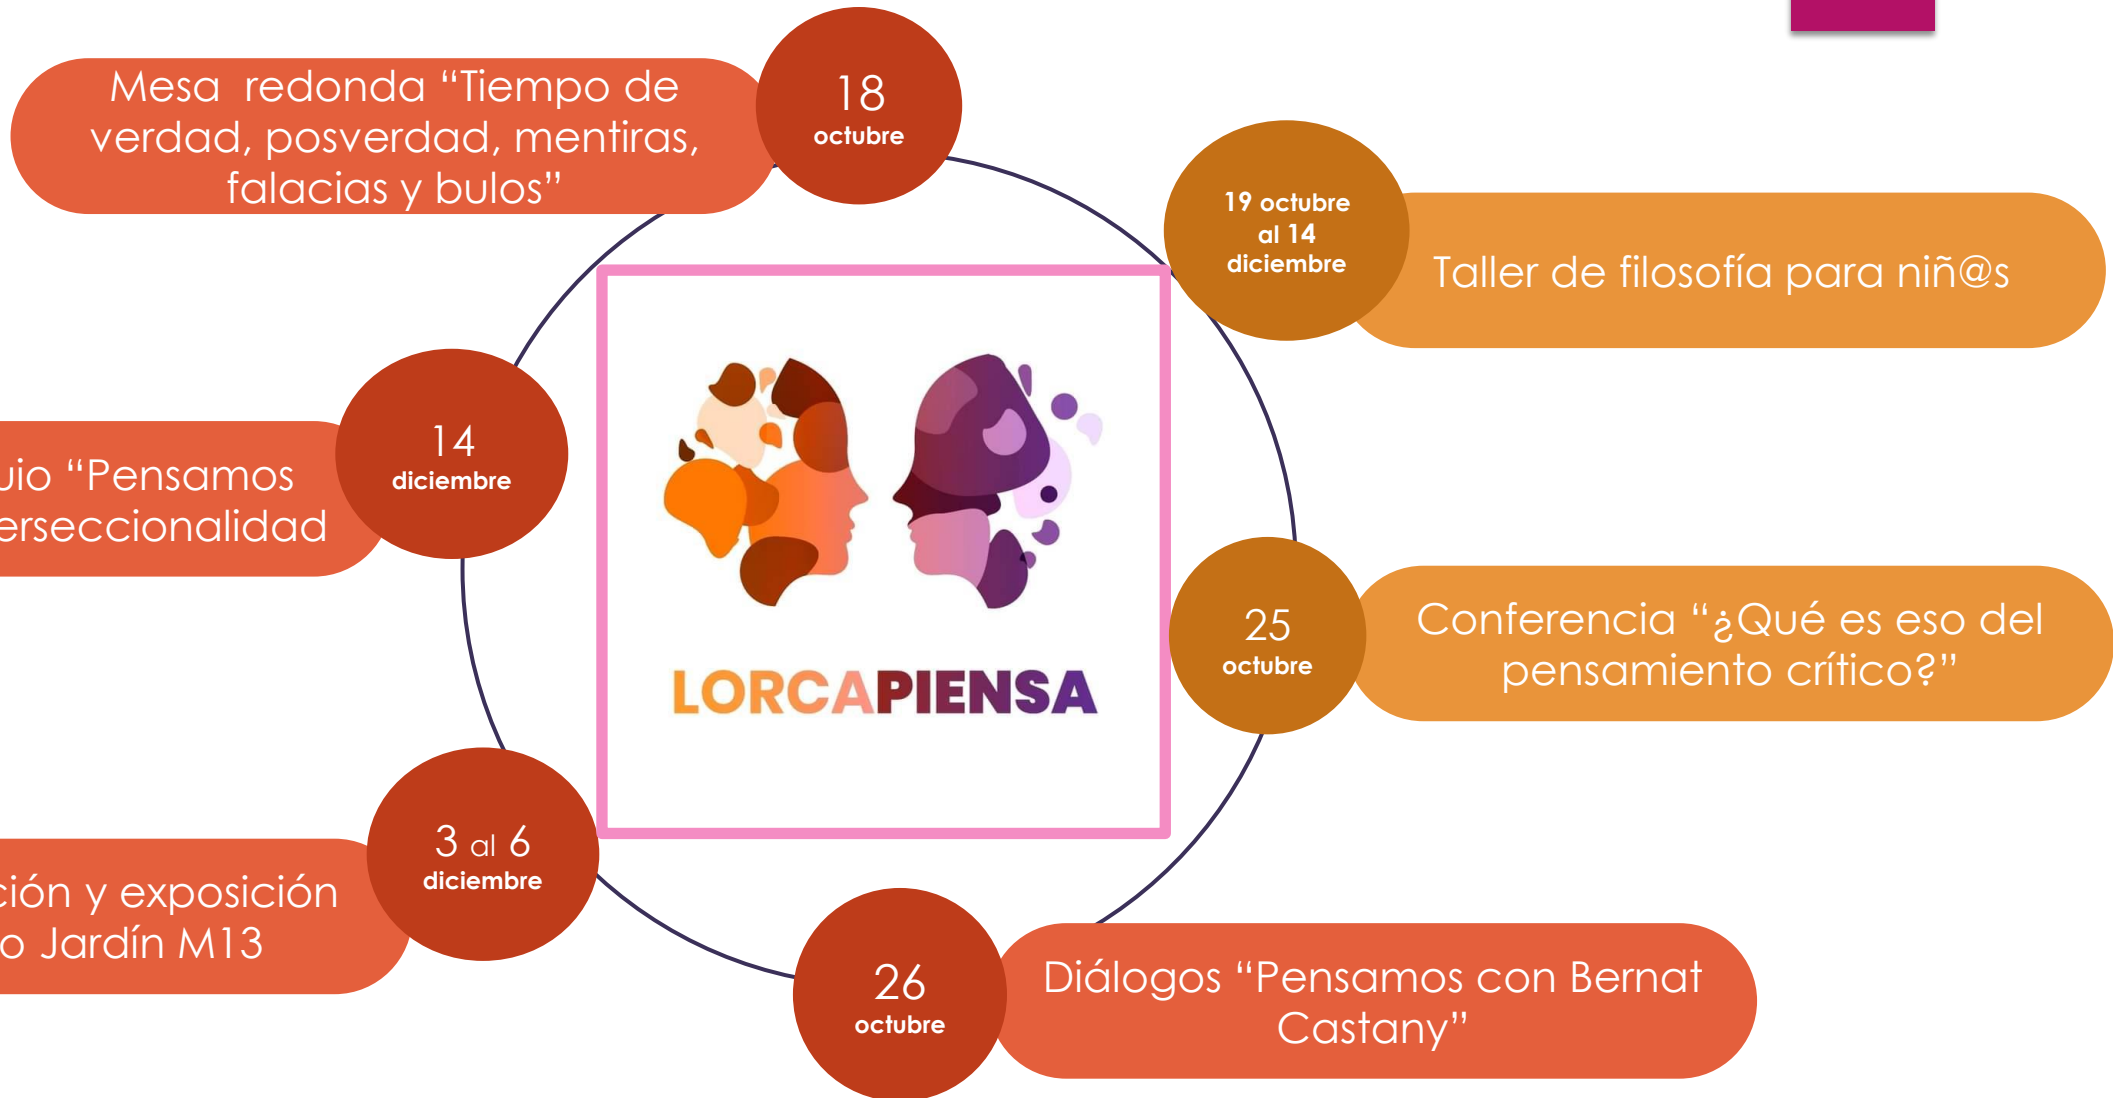 Mesa redonda “Tiempo de
verdad, posverdad, mentiras,
falacias y bulos”
18
octubre
19 octubre
al 14
diciembre
Taller de filosofía para niñ@s
25
octubre
Conferencia “¿Qué es eso del
pensamiento crítico?”
26
octubre
Diálogos “Pensamos con Bernat
Castany”
3 al 6
diciembre
y exposición
Jardín M13
14
diciembre
“Pensamos
LORCAPIENSA